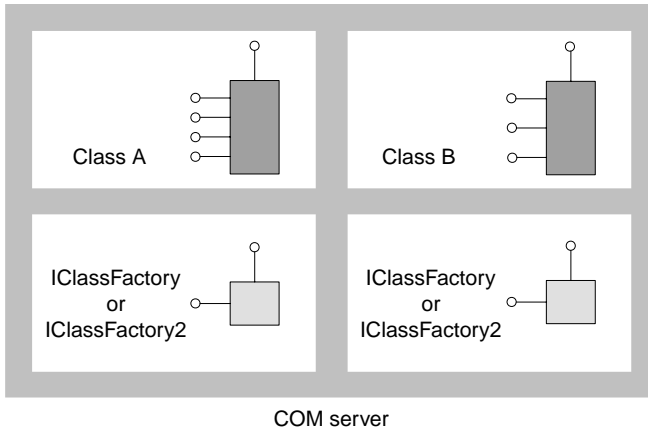 Class A
Class B
IClassFactory
or
IClassFactory2
IClassFactory
or
IClassFactory2
COM server